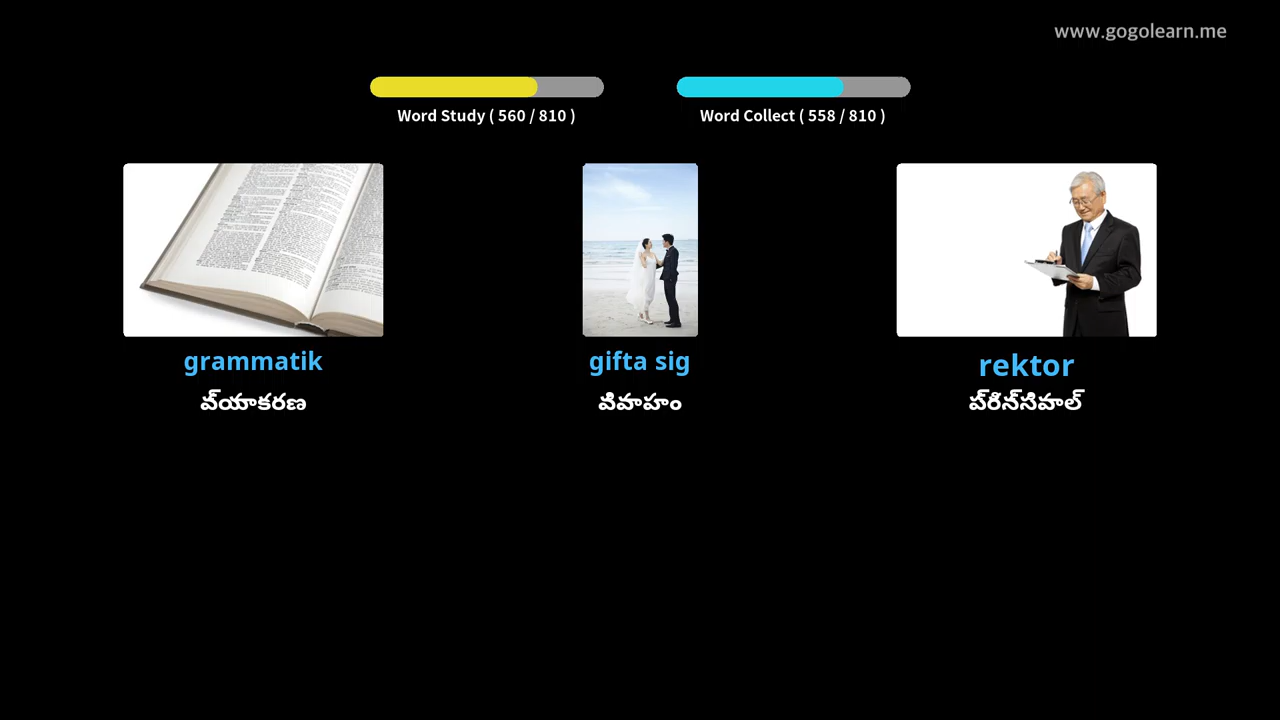 www.gogolearn.me
Word Study ( 560 / 810 )
Word Collect ( 558 / 810 )
grammatik
gifta sig
rektor
వ్యాకరణ
వివాహం
ప్రిన్సిపాల్